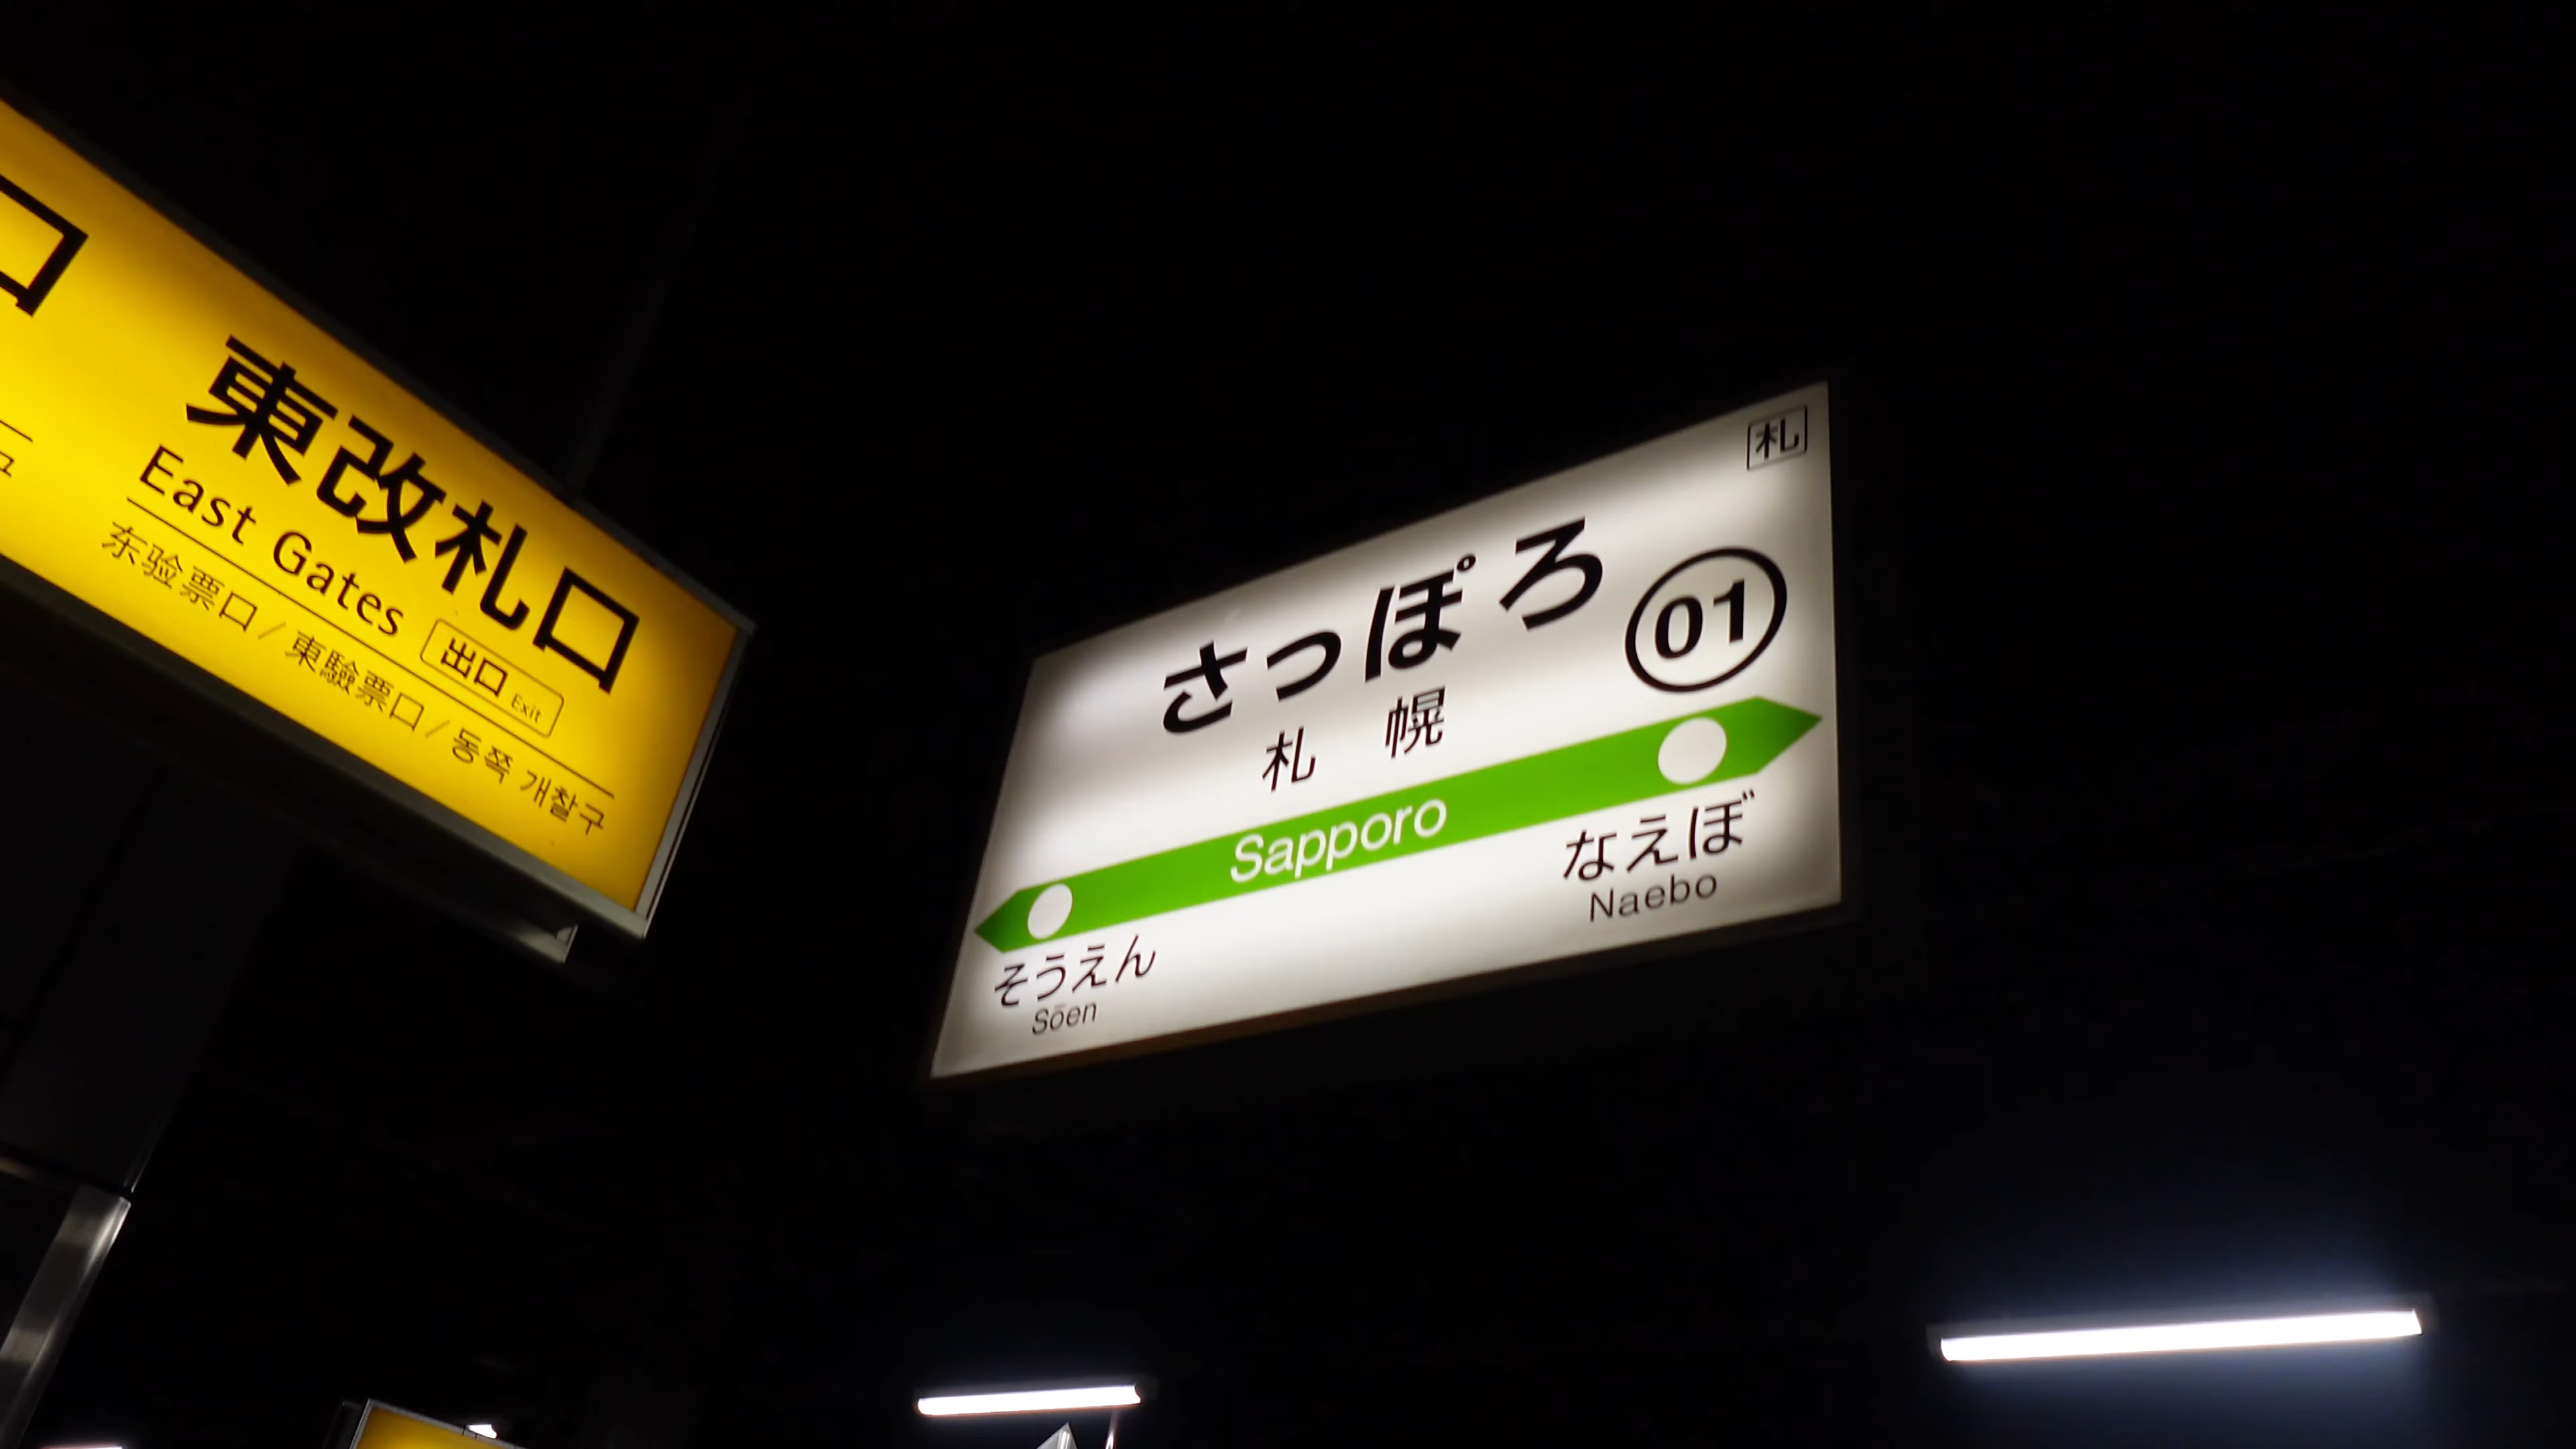 口
東改札口
East Gates
出口 Exit
东验票口/東驗票口/동쪽 개찰구
札
さっぽろ
01
札幌
Sapporo
なえぼ
Naebo
そうえん
Sōen